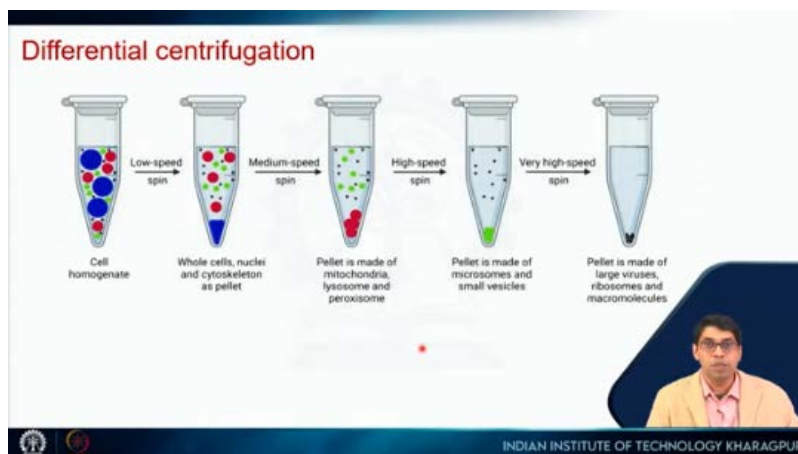 Differential centrifugation
Low-speed
spin
Medium-speed
spin
High-speed
spin
Very high-speed
spin
Cell
homogenate
Whole cells, nuclei
and cytoskeleton
as pellet
Pellet is made of
mitochondria,
lysosome and
peroxisome
Pellet is made of
microsomes and
small vesicles
Pellet is made of
large viruses,
ribosomes and
macromolecules
INDIAN INSTITUTE OF TECHNOLOGY KHARAGPUR